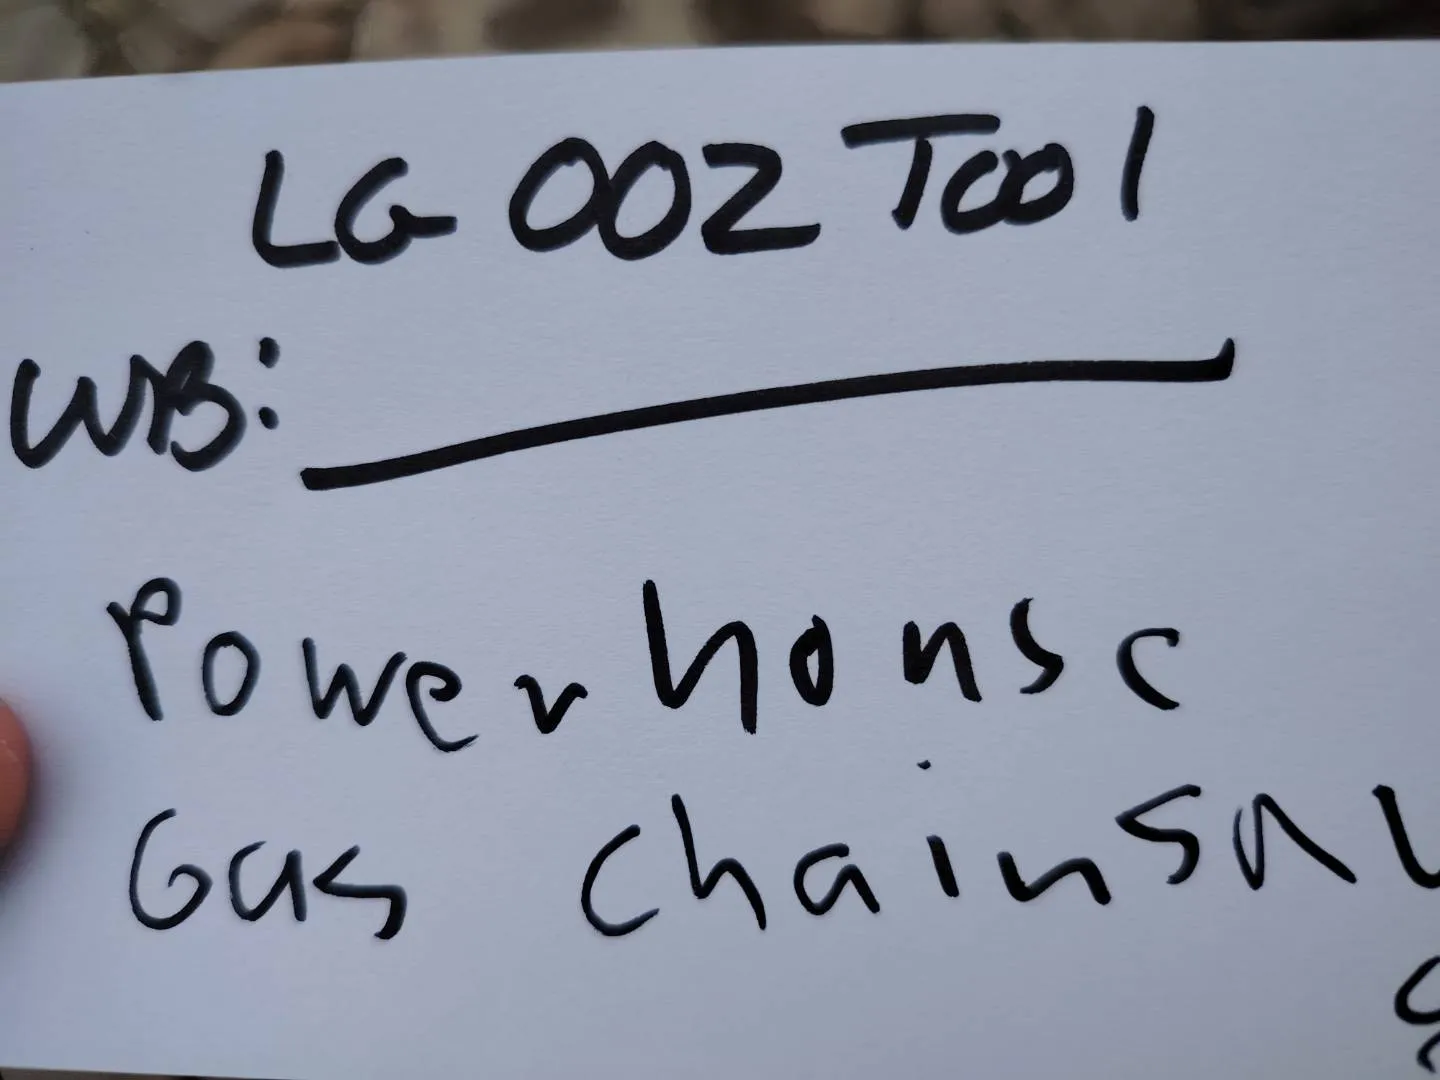 LG 002 Tool
WB:
Powerhouse
Gas Chainsaw